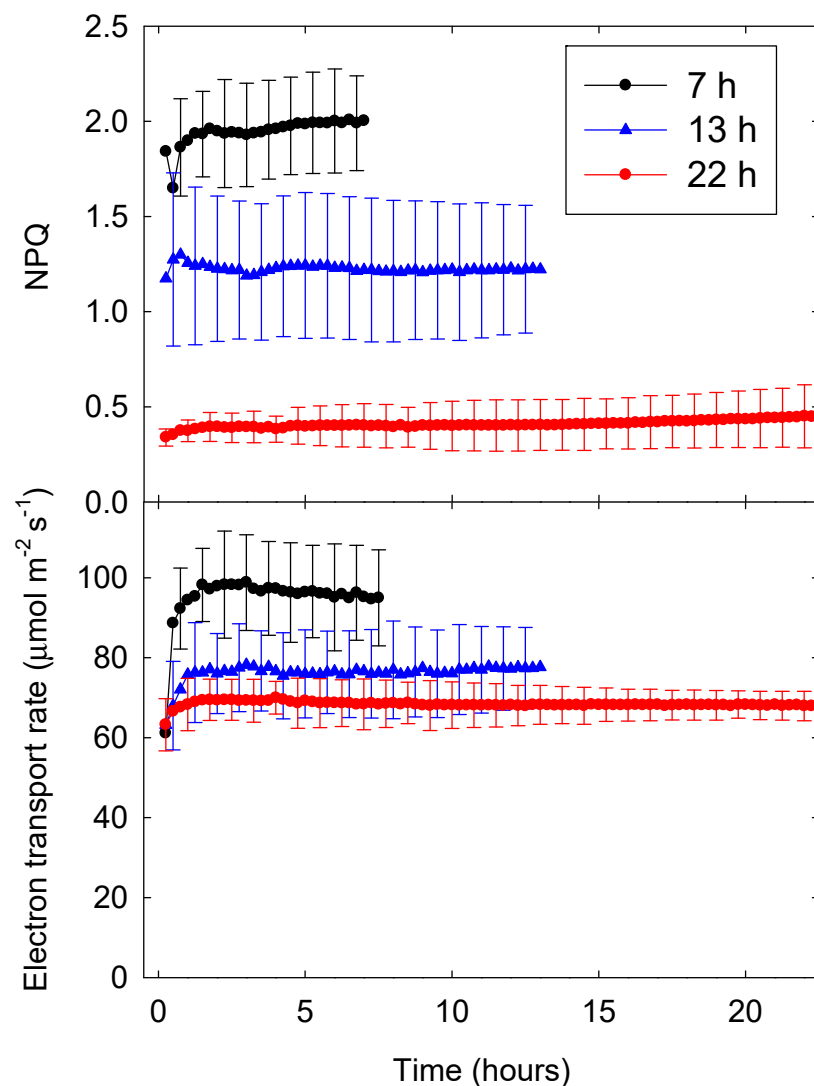 2.5
2.0
1.5
1.0
0.5
0.0
NPQ
7 h
13 h
22 h
100
80
60
40
20
0
Electron transport rate (µmol m⁻² s⁻¹)
0 5 10 15 20
Time (hours)